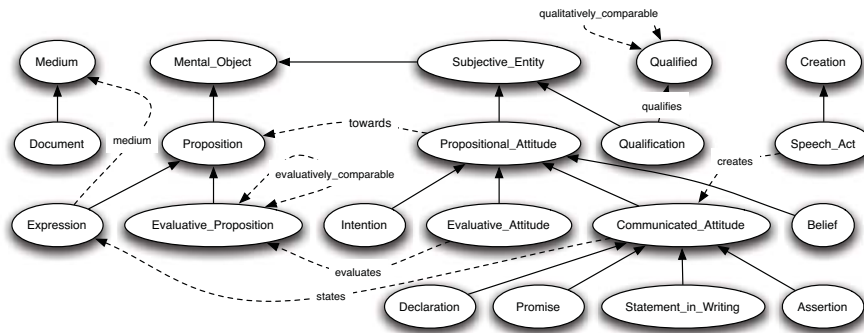 qualitatively_comparable
Medium
Mental_Object
Subjective_Entity
Qualified
Creation
qualifies
towards
Document
medium
Proposition
Propositional_Attitude
Qualification
Speech_Act
creates
evaluatively_comparable
Expression
Evaluative_Proposition
Intention
Evaluative_Attitude
Communicated_Attitude
Belief
evaluates
states
Declaration
Promise
Statement_in_Writing
Assertion